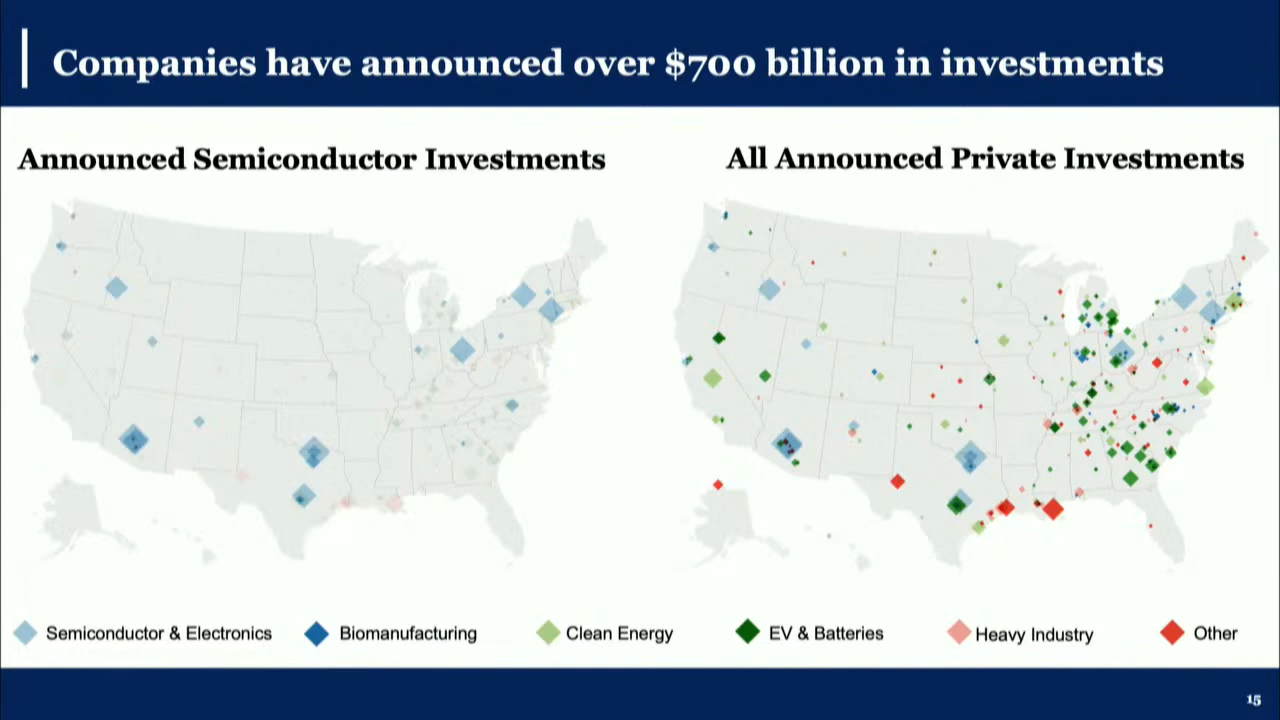 Companies have announced over $700 billion in investments
Announced Semiconductor Investments
All Announced Private Investments
Semiconductor & Electronics
Biomanufacturing
Clean Energy
EV & Batteries
Heavy Industry
Other
15